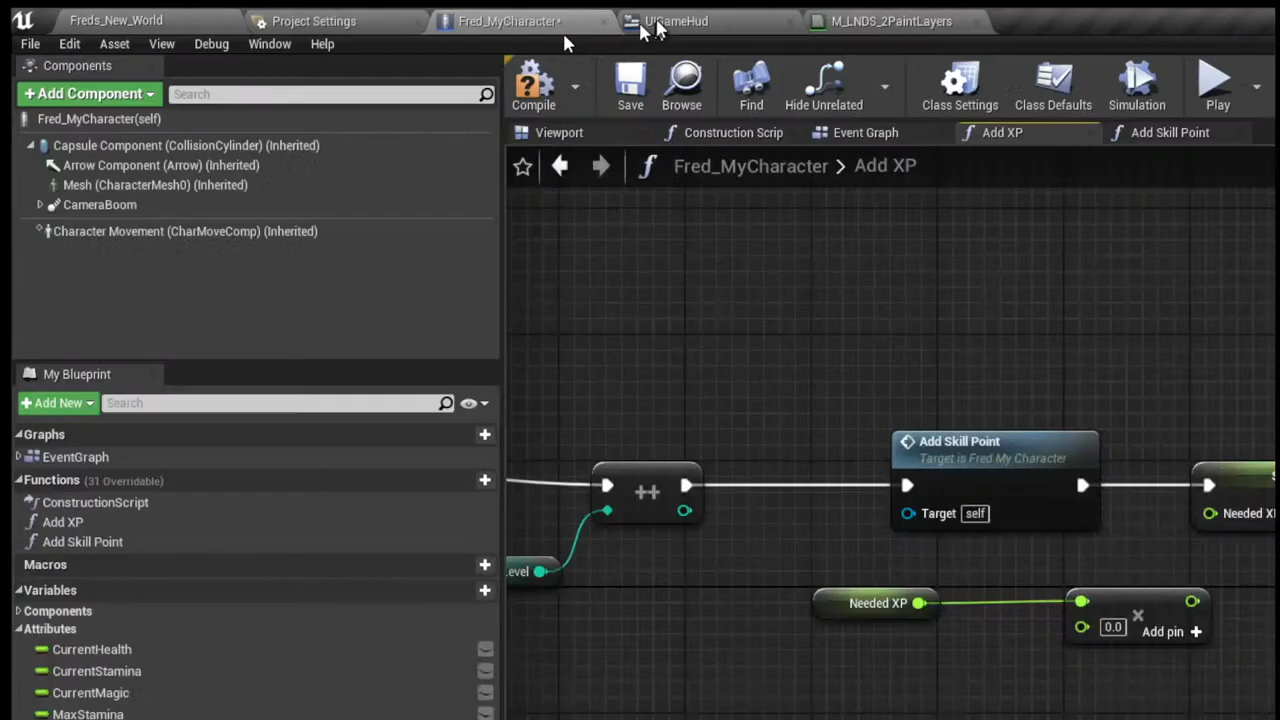 Freds_New_World
Project Settings
Fred_MyCharacter*
UIGameHud
M_LNDS_2PaintLayers
File Edit Asset View Window Help
Components
+Add Component
Search
Compile
Save
Browse
Find
Hide Unrelated
Class Settings
Class Defaults
Simulation
Play
Fred_MyCharacter(self)
Viewport
Construction Scrip
Event Graph
Add XP
Add Skill Point
Capsule Component (CollisionCylinder) (Inherited)
Arrow Component (Arrow) (Inherited)
Mesh (CharacterMesh0) (Inherited)
CameraBoom
Character Movement (CharMoveComp) (Inherited)
Fred_MyCharacter > Add XP
My Blueprint
+Add New
Search
Graphs
EventGraph
Functions (31 Overridable)
ConstructionScript
Add XP
Add Skill Point
Macros
Variables
Components
Attributes
CurrentHealth
CurrentStamina
CurrentMagic
MaxStamina
++
Level
Add Skill Point
Target is Fred My Character
Target self
Needed X
Needed XP
0.0
Add pin +